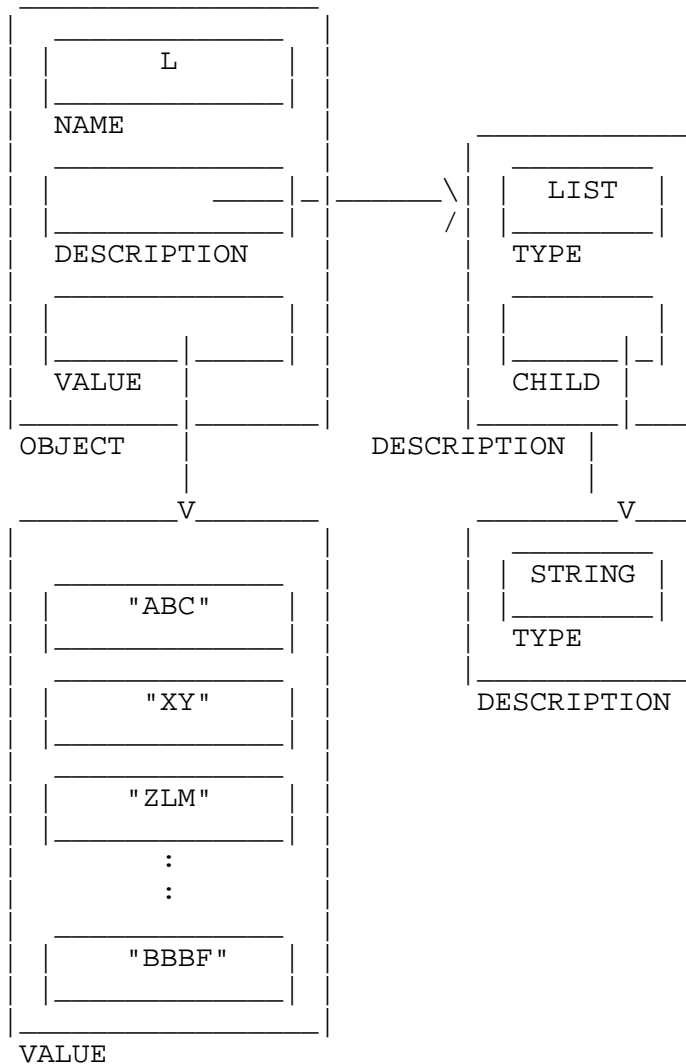 L
NAME
LIST
DESCRIPTION TYPE
VALUE CHILD
OBJECT DESCRIPTION
V V
STRING
"ABC"
TYPE
"XY" DESCRIPTION
"ZLM"
:
:
"BBBF"
VALUE